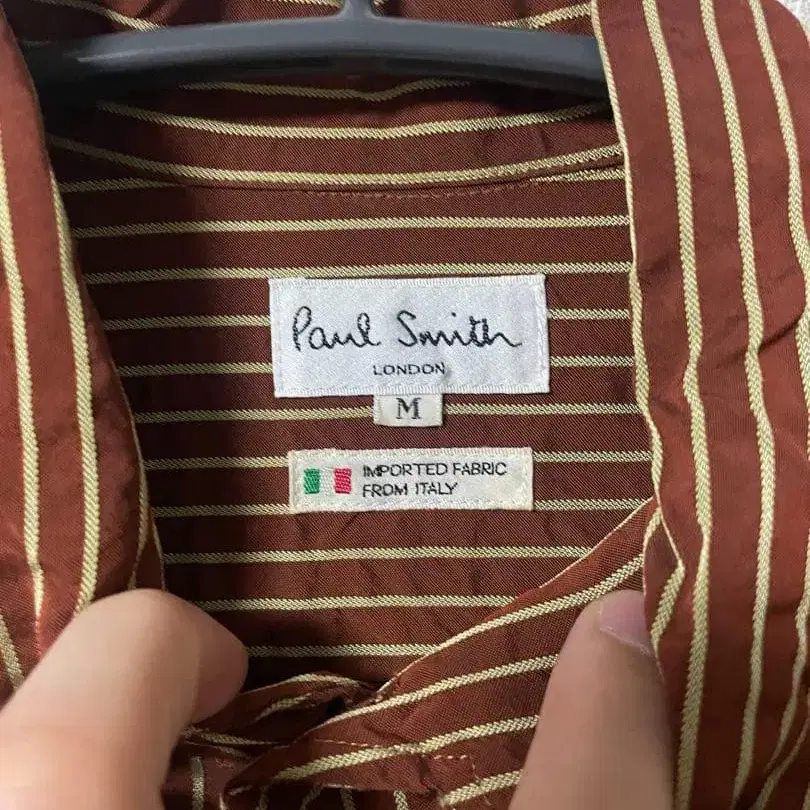 Paul Smith
LONDON
M
IMPORTED FABRIC
FROM ITALY